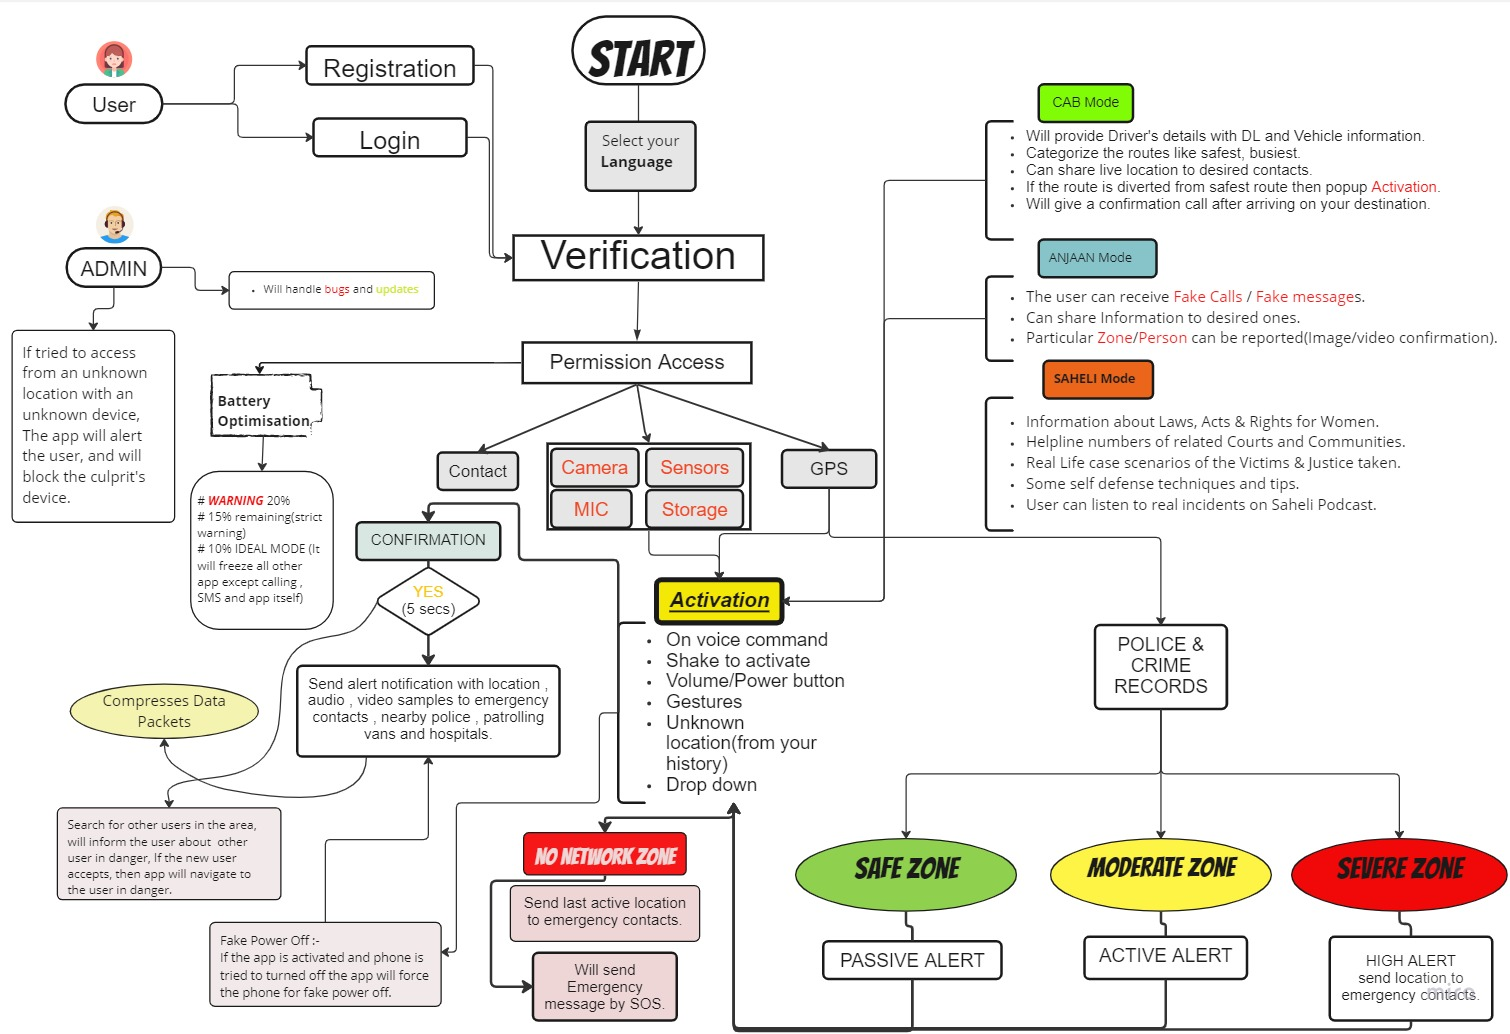 START
User
Registration
Login
Select your
Language
Verification
ADMIN
• Will handle bugs and updates
If tried to access
from an unknown
location with an
unknown device,
The app will alert
the user, and will
block the culprit's
device.
Permission Access
Battery
Optimisation
# WARNING 20%
# 15% remaining(strict
warning)
# 10% IDEAL MODE (It
will freeze all other
app except calling ,
SMS and app itself)
Contact
Camera
Sensors
MIC
Storage
GPS
CONFIRMATION
YES
(5 secs)
Send alert notification with location ,
audio , video samples to emergency
contacts , nearby police , patrolling
vans and hospitals.
Compresses Data
Packets
Search for other users in the area,
will inform the user about other
user in danger, If the new user
accepts, then app will navigate to
the user in danger.
Fake Power Off :-
If the app is activated and phone is
tried to turned off the app will force
the phone for fake power off.
Activation
• On voice command
• Shake to activate
• Volume/Power button
• Gestures
• Unknown
location(from your
history)
• Drop down
NO NETWORK ZONE
Send last active location
to emergency contacts.
Will send
Emergency
message by SOS.
CAB Mode
• Will provide Driver's details with DL and Vehicle information.
• Categorize the routes like safest, busiest.
• Can share live location to desired contacts.
• If the route is diverted from safest route then popup Activation.
• Will give a confirmation call after arriving on your destination.
ANJAAN Mode
• The user can receive Fake Calls / Fake messages.
• Can share Information to desired ones.
• Particular Zone/Person can be reported(Image/video confirmation).
SAHELI Mode
• Information about Laws, Acts & Rights for Women.
• Helpline numbers of related Courts and Communities.
• Real Life case scenarios of the Victims & Justice taken.
• Some self defense techniques and tips.
• User can listen to real incidents on Saheli Podcast.
POLICE &
CRIME
RECORDS
SAFE ZONE
MODERATE ZONE
SEVERE ZONE
PASSIVE ALERT
ACTIVE ALERT
HIGH ALERT
send location to
emergency contacts.
miro